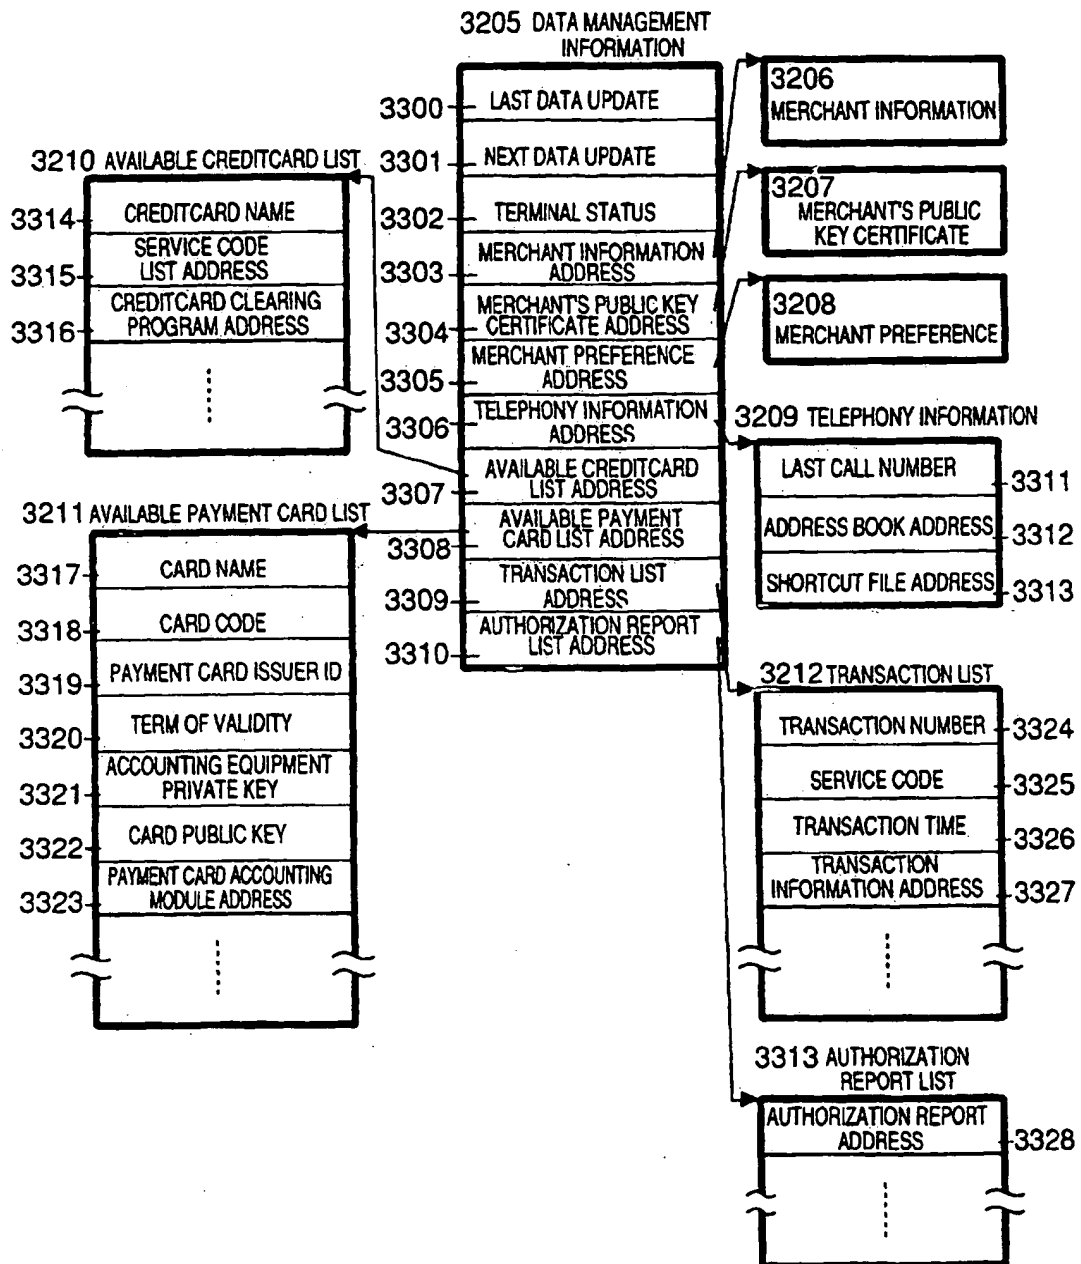 3205 DATA MANAGEMENT
INFORMATION
3300
LAST DATA UPDATE
3301
NEXT DATA UPDATE
3302
TERMINAL STATUS
3303
MERCHANT INFORMATION
ADDRESS
3304
MERCHANT'S PUBLIC KEY
CERTIFICATE ADDRESS
3305
MERCHANT PREFERENCE
ADDRESS
3306
TELEPHONY INFORMATION
ADDRESS
3307
AVAILABLE CREDITCARD
LIST ADDRESS
3308
AVAILABLE PAYMENT
CARD LIST ADDRESS
3309
TRANSACTION LIST
ADDRESS
3310
AUTHORIZATION REPORT
LIST ADDRESS
3210 AVAILABLE CREDITCARD LIST
3314
CREDITCARD NAME
3315
SERVICE CODE
LIST ADDRESS
3316
CREDITCARD CLEARING
PROGRAM ADDRESS
3211 AVAILABLE PAYMENT CARD LIST
3317
CARD NAME
3318
CARD CODE
3319
PAYMENT CARD ISSUER ID
3320
TERM OF VALIDITY
3321
ACCOUNTING EQUIPMENT
PRIVATE KEY
3322
CARD PUBLIC KEY
3323
PAYMENT CARD ACCOUNTING
MODULE ADDRESS
3206
MERCHANT INFORMATION
3207
MERCHANT'S PUBLIC
KEY CERTIFICATE
3208
MERCHANT PREFERENCE
3209 TELEPHONY INFORMATION
LAST CALL NUMBER
3311
ADDRESS BOOK ADDRESS
3312
SHORTCUT FILE ADDRESS
3313
3212 TRANSACTION LIST
TRANSACTION NUMBER
3324
SERVICE CODE
3325
TRANSACTION TIME
3326
TRANSACTION
INFORMATION ADDRESS
3327
3313 AUTHORIZATION
REPORT LIST
AUTHORIZATION REPORT
ADDRESS
3328